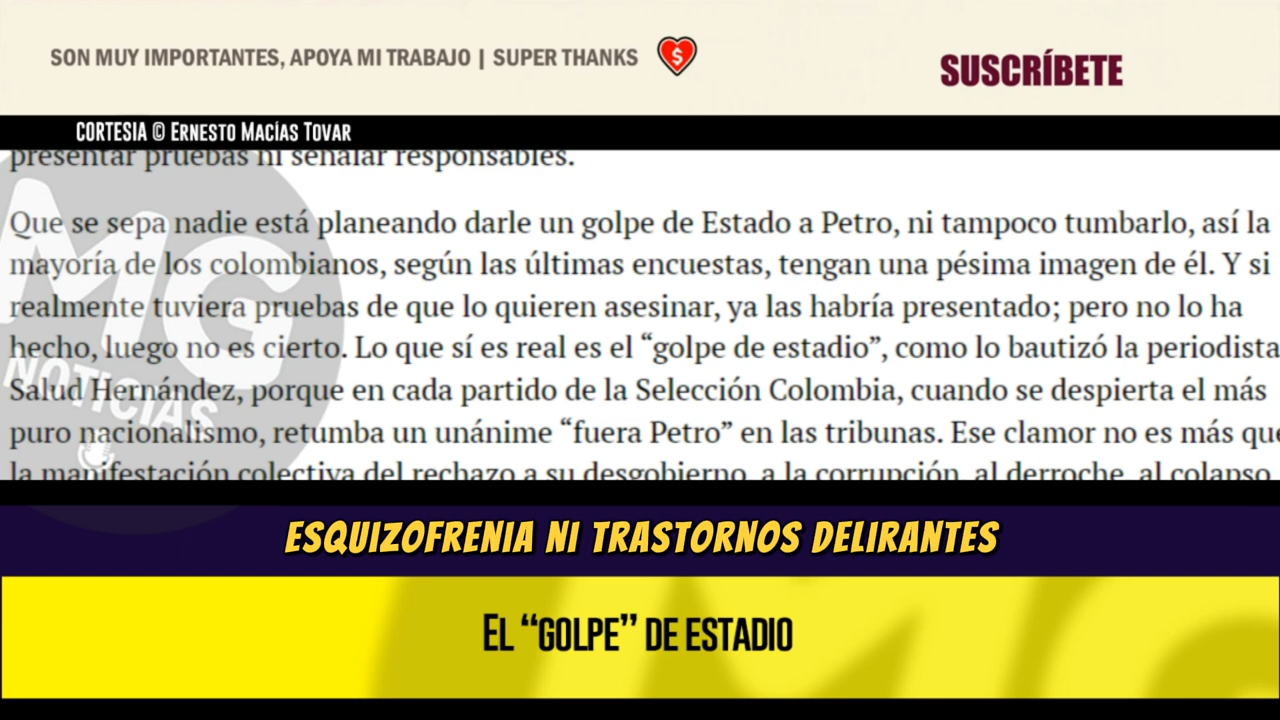 SON MUY IMPORTANTES, APOYA MI TRABAJO | SUPER THANKS
SUSCRÍBETE
CORTESIA © ERNESTO MACÍAS TOVAR
presentar pruebas ni señalar responsables.
Que se sepa nadie está planeando darle un golpe de Estado a Petro, ni tampoco tumbarlo, así la
mayoría de los colombianos, según las últimas encuestas, tengan una pésima imagen de él. Y si
realmente tuviera pruebas de que lo quieren asesinar, ya las habría presentado; pero no lo ha
hecho, luego no es cierto. Lo que sí es real es el “golpe de estadio”, como lo bautizó la periodista
Salud Hernández, porque en cada partido de la Selección Colombia, cuando se despierta el más
puro nacionalismo, retumba un unánime “fuera Petro” en las tribunas. Ese clamor no es más que
la manifestación colectiva del rechazo a su desgobierno, a la corrupción, al derroche, al colapso
MG
NOTICIAS
ESQUIZOFRENIA NI TRASTORNOS DELIRANTES
EL “GOLPE” DE ESTADIO